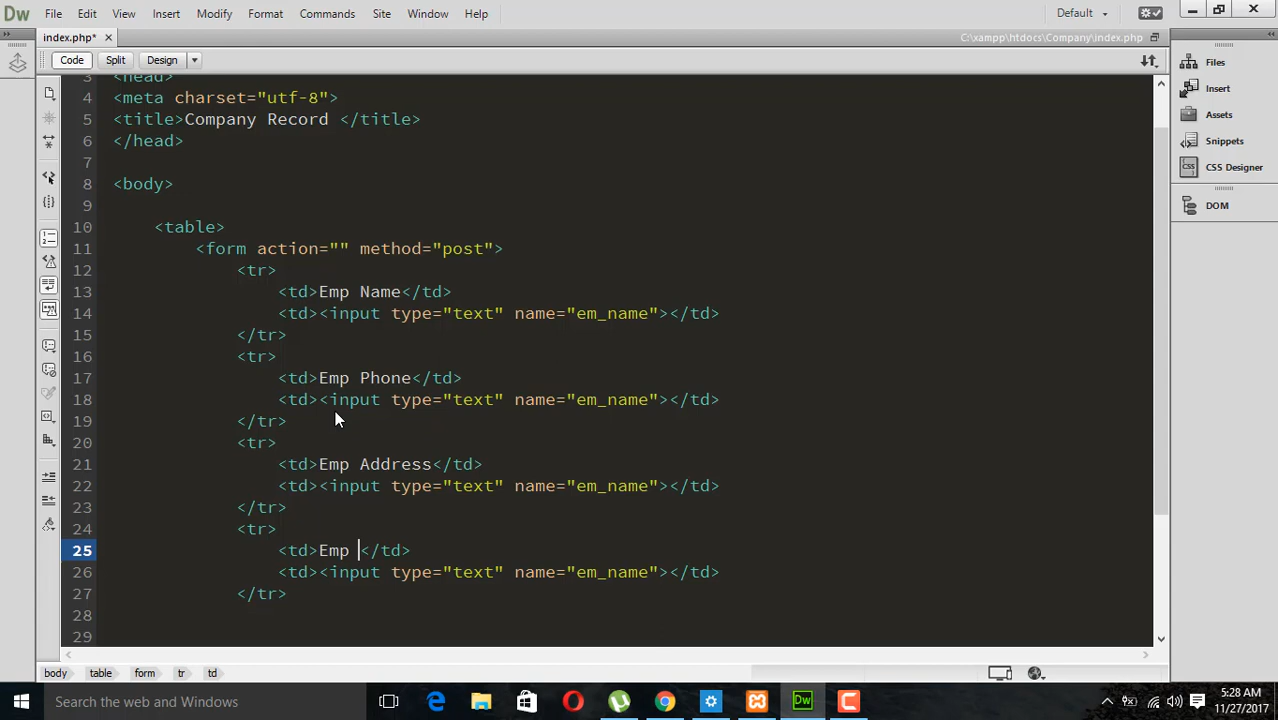 Dw File Edit View Insert Modify Format Commands Site Window Help Default
index.php* × C:\xampp\htdocs\Company\index.php
Code Split Design
3 <head>
4 <meta charset="utf-8">
5 <title>Company Record </title>
6 </head>
7
8 <body>
9
10 <table>
11 <form action="" method="post">
12 <tr>
13 <td>Emp Name</td>
14 <td><input type="text" name="em_name"></td>
15 </tr>
16 <tr>
17 <td>Emp Phone</td>
18 <td><input type="text" name="em_name"></td>
19 </tr>
20 <tr>
21 <td>Emp Address</td>
22 <td><input type="text" name="em_name"></td>
23 </tr>
24 <tr>
25 <td>Emp </td>
26 <td><input type="text" name="em_name"></td>
27 </tr>
28
29
Files
Insert
Assets
Snippets
CSS Designer
DOM
body table form tr td
Search the web and Windows
Dw
5:28 AM
11/27/2017